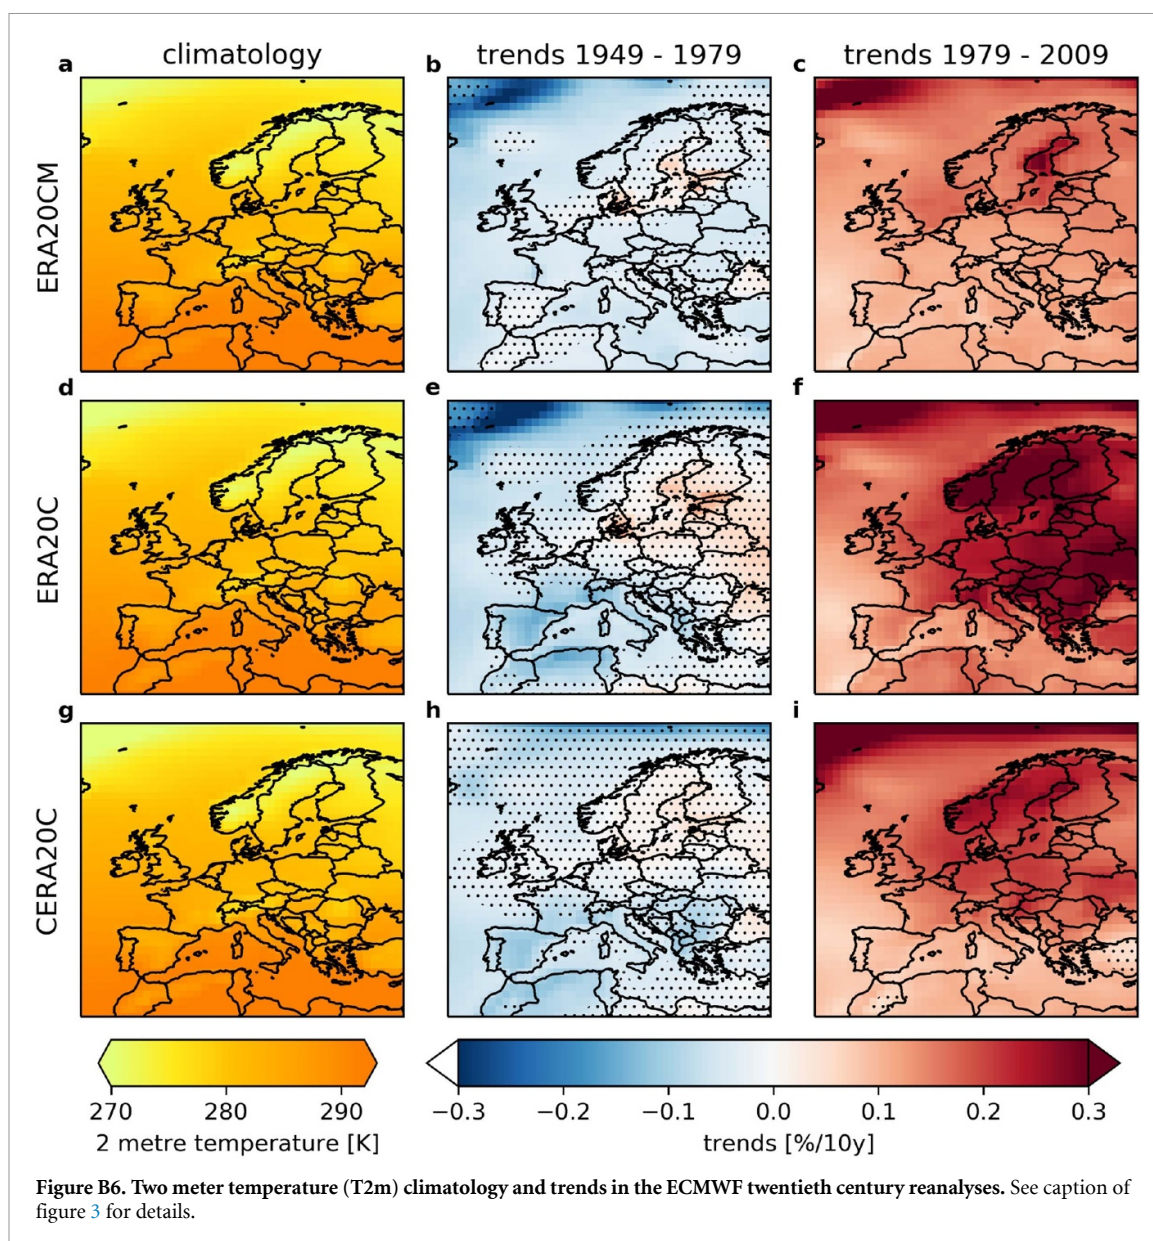 climatology
trends 1949 - 1979
trends 1979 - 2009
a
b
c
ERA20CM
d
e
f
ERA20C
g
h
i
CERA20C
270
280
290
2 metre temperature [K]
−0.3
−0.2
−0.1
0.0
0.1
0.2
0.3
trends [%/10y]
Figure B6. Two meter temperature (T2m) climatology and trends in the ECMWF twentieth century reanalyses. See caption of
figure 3 for details.